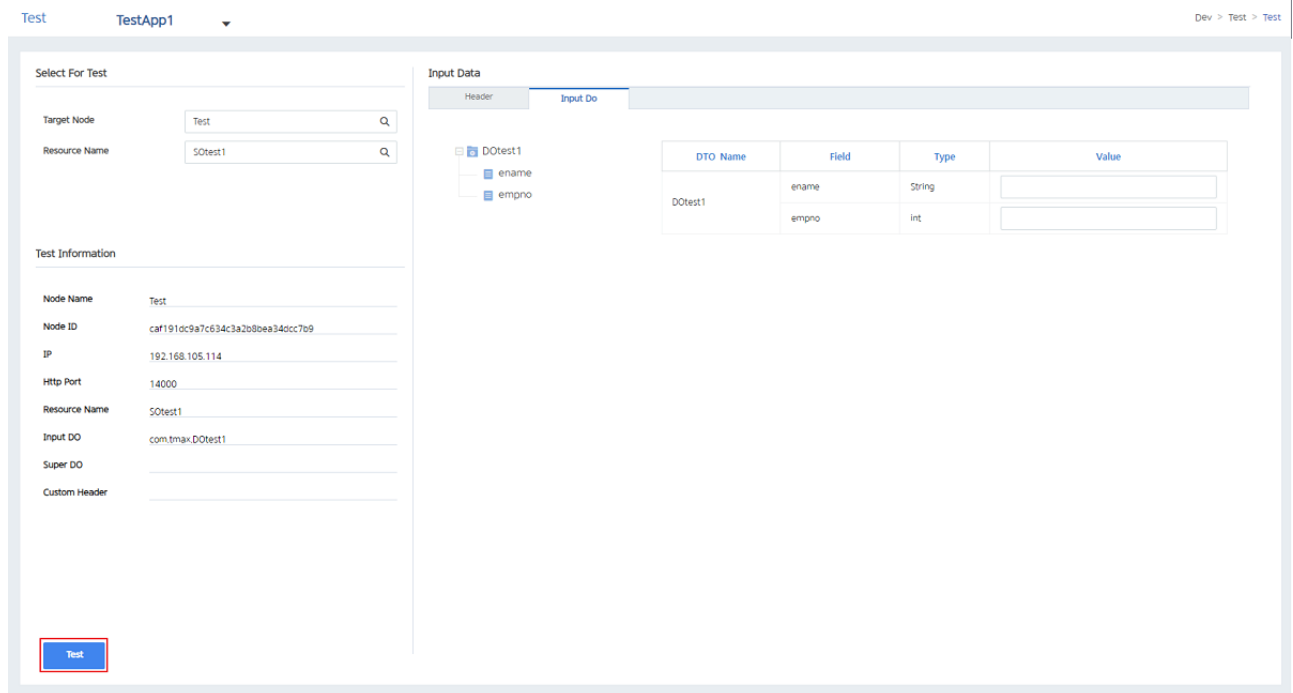 Test TestApp1 Dev > Test > Test
Select For Test
Target Node Test
Resource Name SOtest1
Test Information
Node Name Test
Node ID caf191dc9a7c634c3a2b8bea34dcc7b9
IP 192.168.105.114
Http Port 14000
Resource Name SOtest1
Input DO com.tmax.DOtest1
Super DO
Custom Header
Test
Input Data
Header Input Do
DOtest1
ename
empno
DTO Name Field Type Value
DOtest1
ename String
empno int